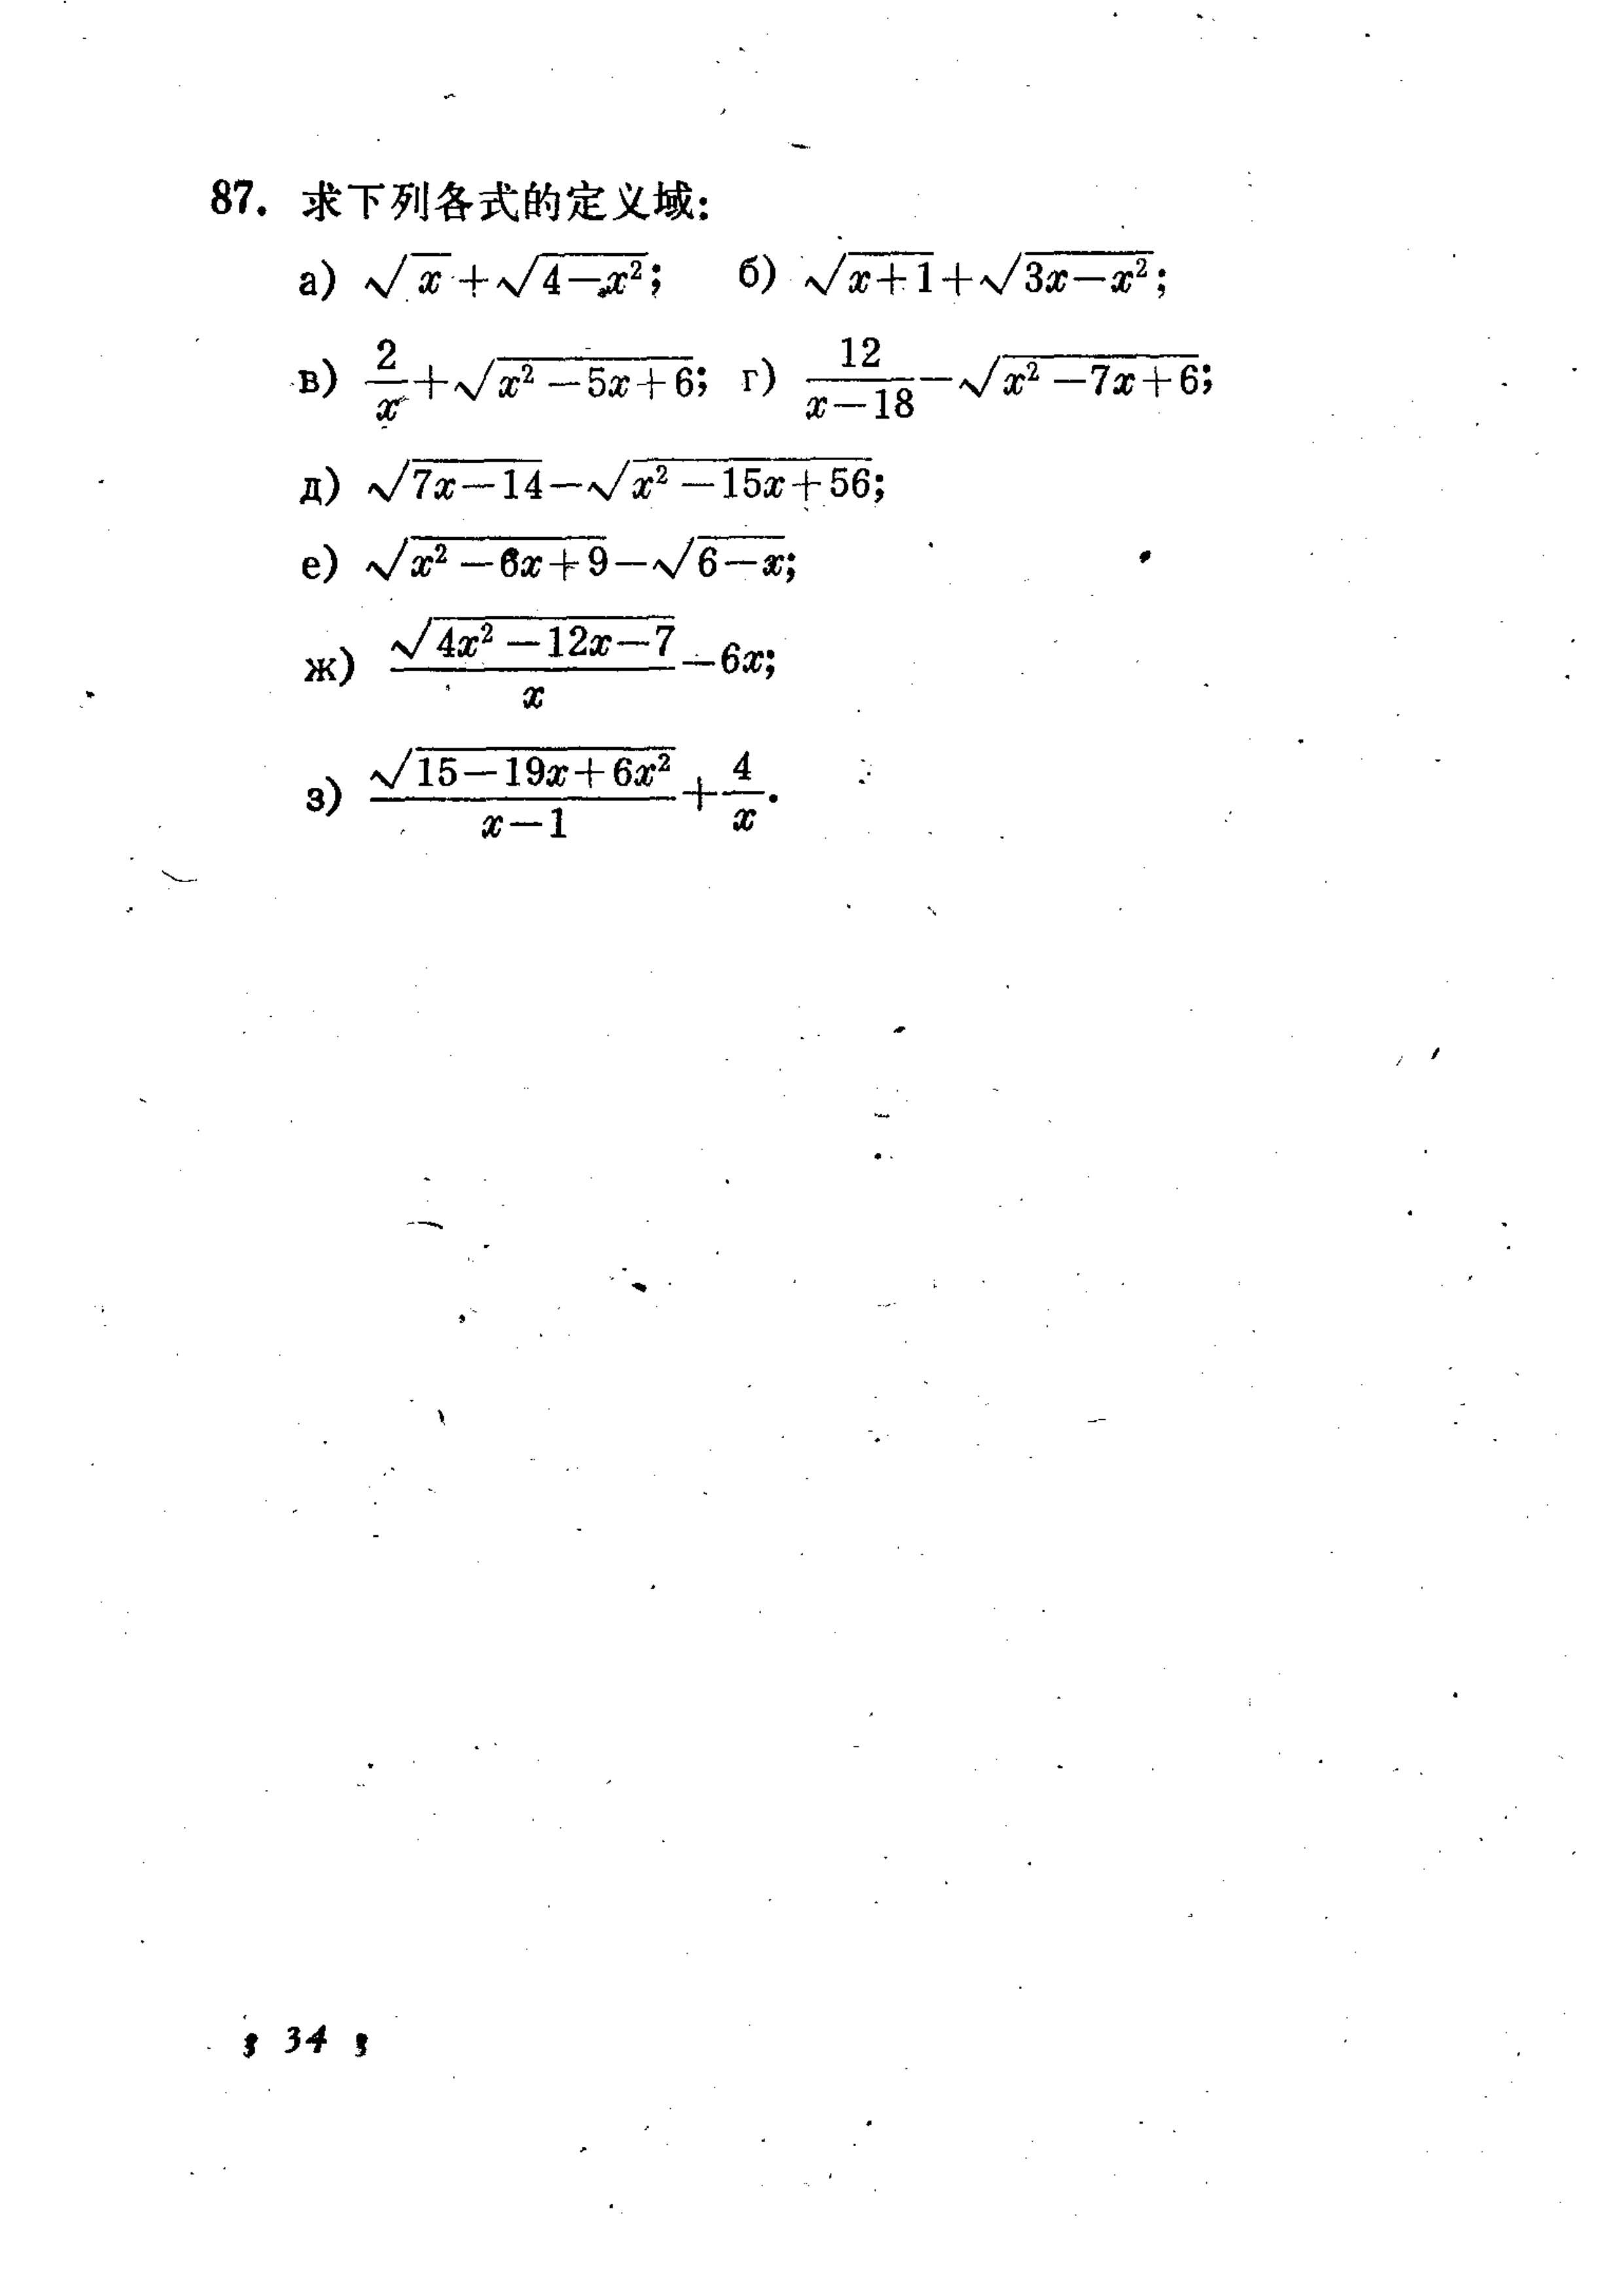 87. 求下列各式的定义域:
а) √x + √(4−x²); б) √(x+1) + √(3x−x²);
в) 2/x + √(x²−5x+6); г) 12/(x−18) − √(x²−7x+6);
д) √(7x−14) − √(x²−15x+56);
е) √(x²−6x+9) − √(6−x);
ж) √(4x²−12x−7)/x − 6x;
з) √(15−19x+6x²)/(x−1) + 4/x.
34